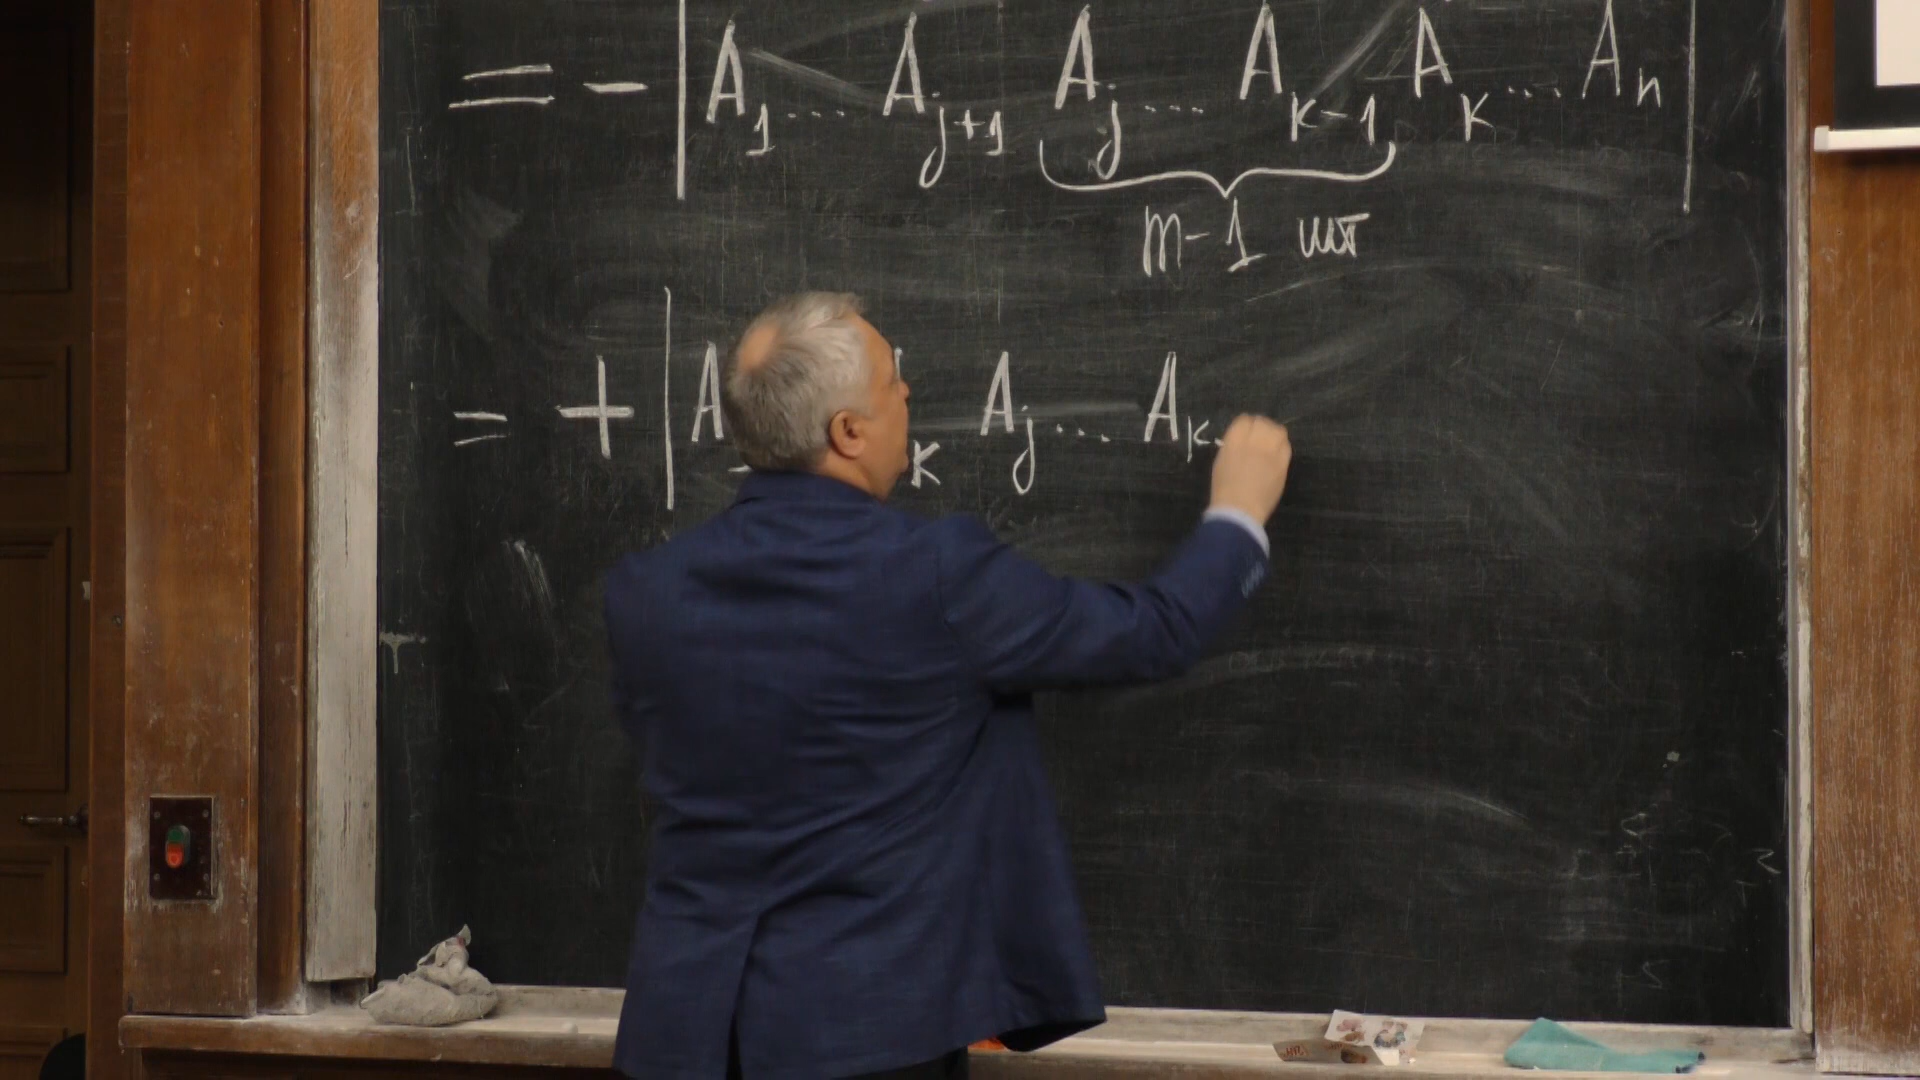 = - | A₁ ... Aⱼ₊₁ Aⱼ ... Aₖ₋₁ Aₖ ... Aₙ |
m-1 шт
= + | A k Aⱼ ... Aₖ